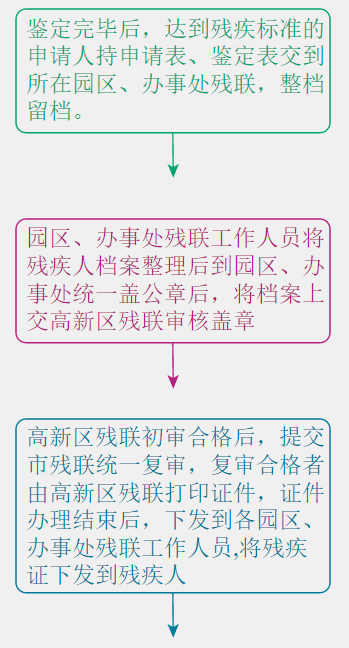 鉴定完毕后，达到残疾标准的
申请人持申请表、鉴定表交到
所在园区、办事处残联，整档
留档。
园区、办事处残联工作人员将
残疾人档案整理后到园区、办
事处统一盖公章后，将档案上
交高新区残联审核盖章
高新区残联初审合格后，提交
市残联统一复审，复审合格者
由高新区残联打印证件，证件
办理结束后，下发到各园区、
办事处残联工作人员,将残疾
证下发到残疾人